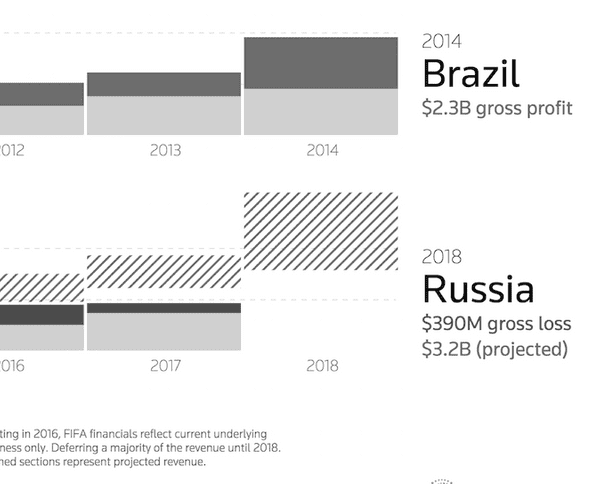 2014
Brazil
$2.3B gross profit
2012
2013
2014
2018
Russia
$390M gross loss
$3.2B (projected)
2016
2017
2018
ting in 2016, FIFA financials reflect current underlying
ness only. Deferring a majority of the revenue until 2018.
ned sections represent projected revenue.